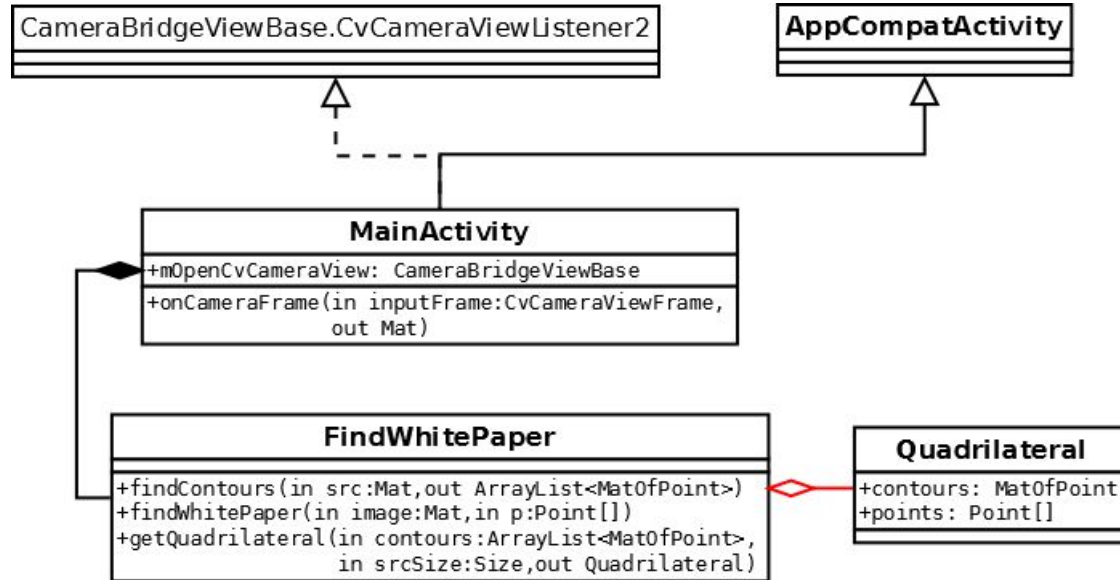 CameraBridgeViewBase.CvCameraViewListener2
AppCompatActivity
MainActivity
+mOpenCvCameraView: CameraBridgeViewBase
+onCameraFrame(in inputFrame:CvCameraViewFrame,
out Mat)
FindWhitePaper
+findContours(in src:Mat,out ArrayList<MatOfPoint>)
+findWhitePaper(in image:Mat,in p:Point[])
+getQuadrilateral(in contours:ArrayList<MatOfPoint>,
in srcSize:Size,out Quadrilateral)
Quadrilateral
+contours: MatOfPoint
+points: Point[]